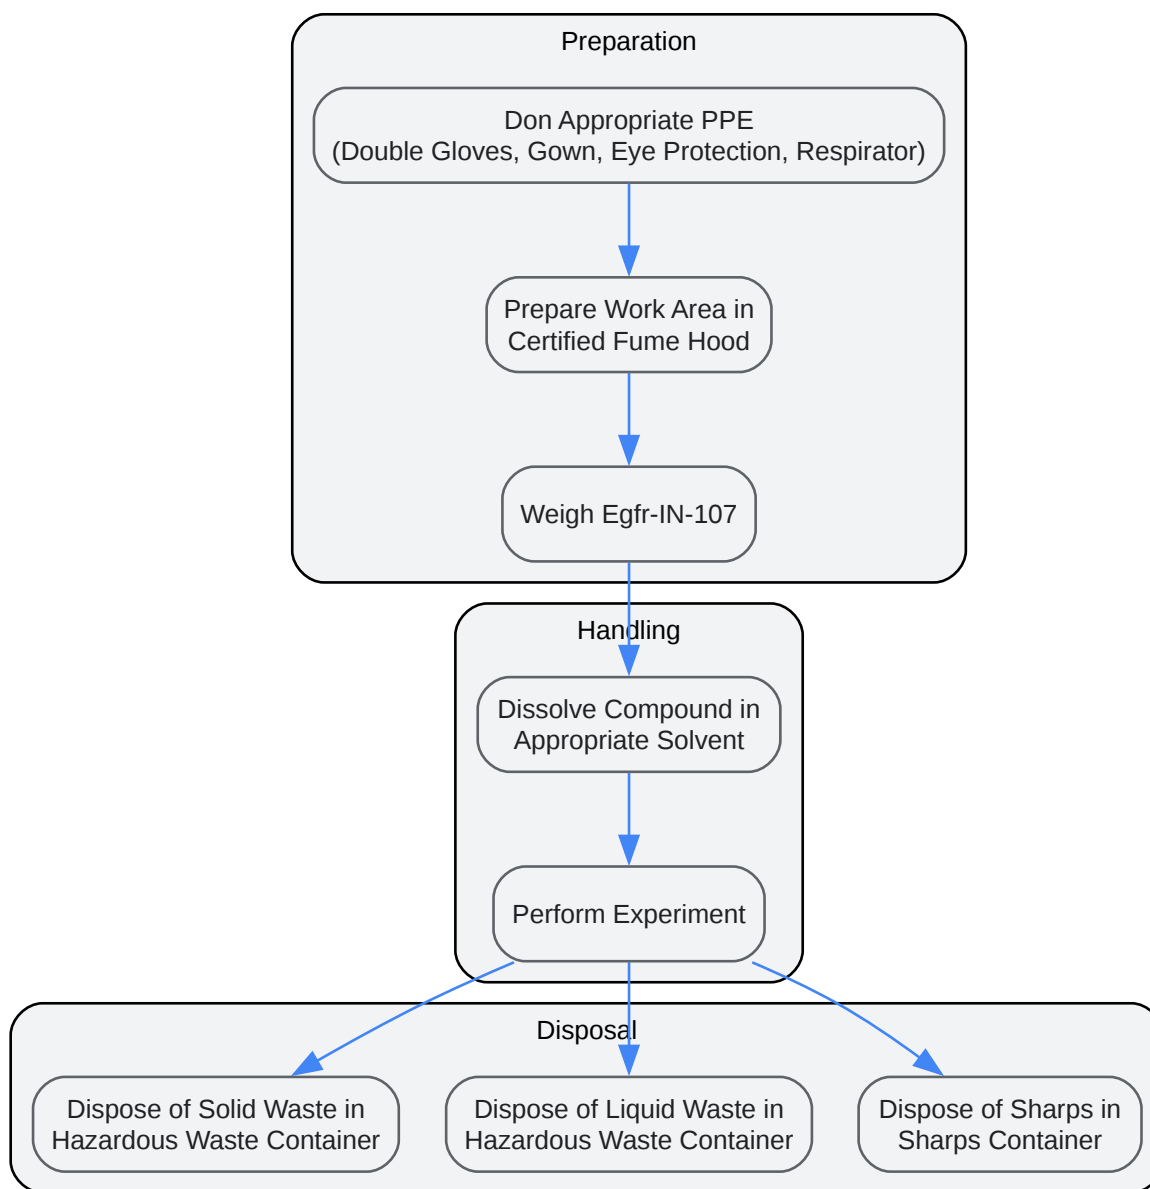 Preparation
Don Appropriate PPE
(Double Gloves, Gown, Eye Protection, Respirator)
Prepare Work Area in
Certified Fume Hood
Weigh Egfr-IN-107
Handling
Dissolve Compound in
Appropriate Solvent
Perform Experiment
Disposal
Dispose of Solid Waste in
Hazardous Waste Container
Dispose of Liquid Waste in
Hazardous Waste Container
Dispose of Sharps in
Sharps Container